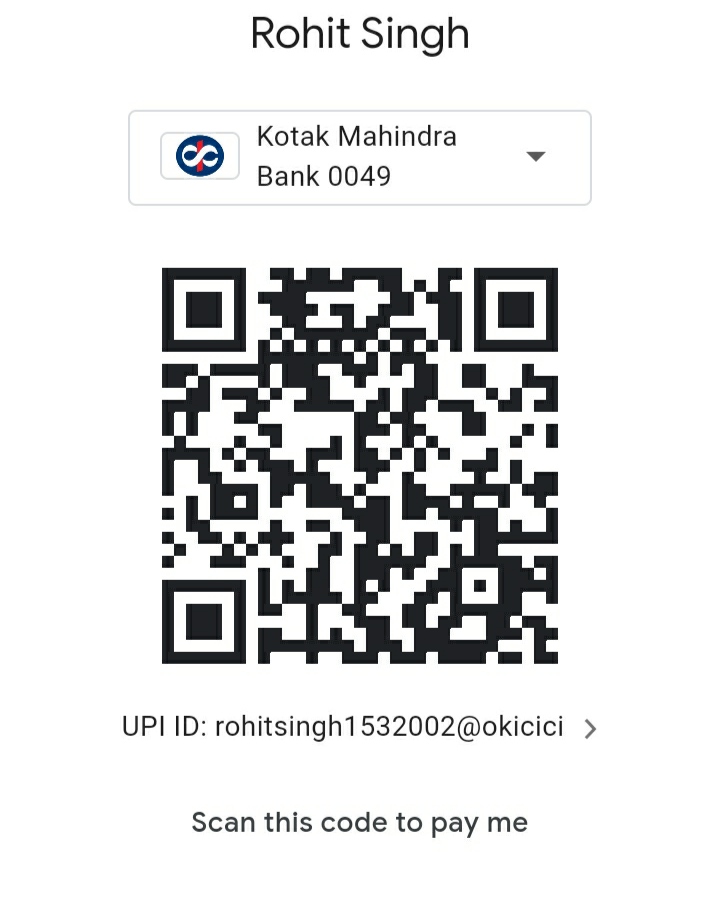 Rohit Singh
Kotak Mahindra
Bank 0049
UPI ID: rohitsingh1532002@okicici
Scan this code to pay me